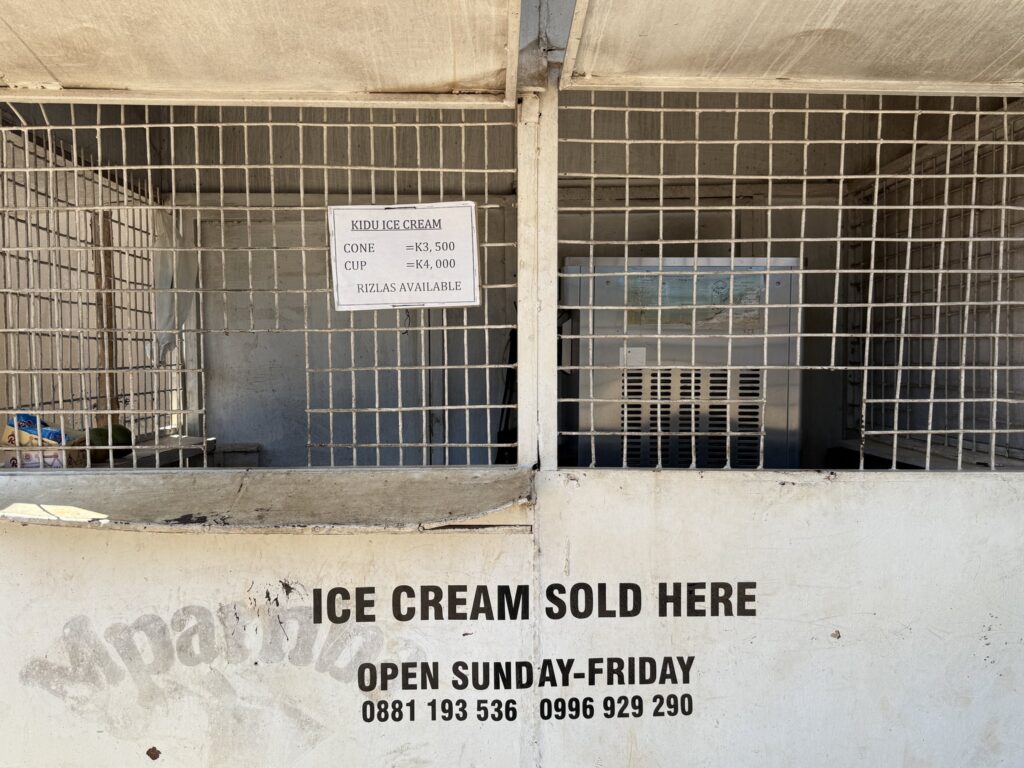 KIDU ICE CREAM
CONE =K3, 500
CUP =K4, 000
RIZLAS AVAILABLE
ICE CREAM SOLD HERE
OPEN SUNDAY-FRIDAY
0881 193 536 0996 929 290